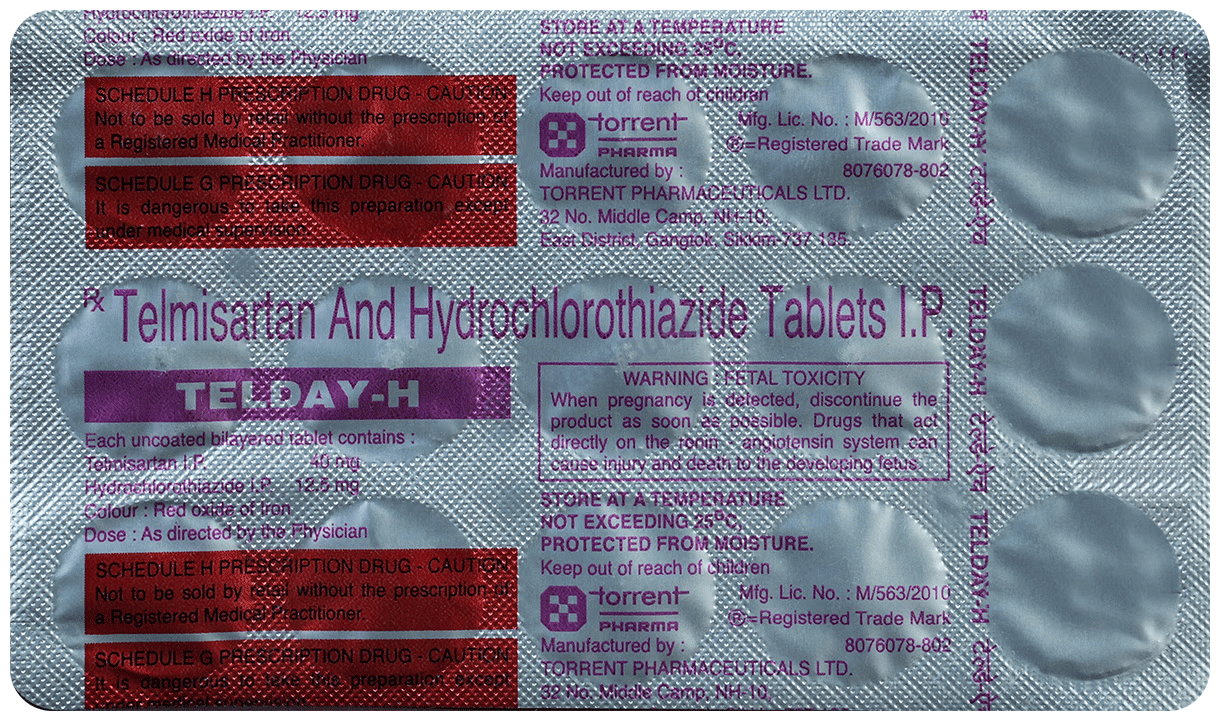 Hydrochlorothiazide I.P. 12.5 mg
Colour : Red oxide of Iron
Dose : As directed by the Physician
SCHEDULE H PRESCRIPTION DRUG - CAUTION
Not to be sold by retail without the prescription of
a Registered Medical Practitioner.
SCHEDULE G PRESCRIPTION DRUG - CAUTION
It is dangerous to take this preparation except
under medical supervision.
STORE AT A TEMPERATURE
NOT EXCEEDING 25°C.
PROTECTED FROM MOISTURE.
Keep out of reach of children
torrent
PHARMA
Mfg. Lic. No. : M/563/2010
®=Registered Trade Mark
8076078-802
Manufactured by :
TORRENT PHARMACEUTICALS LTD.
32 No. Middle Camp, NH-10,
East District, Gangtok, Sikkim-737 135.
Rx Telmisartan And Hydrochlorothiazide Tablets I.P.
TELDAY-H
Each uncoated bilayered tablet contains :
Telmisartan I.P. 40 mg
Hydrochlorothiazide I.P. 12.5 mg
Colour : Red oxide of Iron
Dose : As directed by the Physician
WARNING : FETAL TOXICITY
When pregnancy is detected, discontinue the
product as soon as possible. Drugs that act
directly on the renin - angiotensin system can
cause injury and death to the developing fetus.
SCHEDULE H PRESCRIPTION DRUG - CAUTION
Not to be sold by retail without the prescription of
a Registered Medical Practitioner.
SCHEDULE G PRESCRIPTION DRUG - CAUTION
It is dangerous to take this preparation except
under medical supervision.
STORE AT A TEMPERATURE
NOT EXCEEDING 25°C.
PROTECTED FROM MOISTURE.
Keep out of reach of children
torrent
PHARMA
Mfg. Lic. No. : M/563/2010
®=Registered Trade Mark
8076078-802
Manufactured by :
TORRENT PHARMACEUTICALS LTD.
32 No. Middle Camp, NH-10,
TELDAY-H टेल्डे-एच
TELDAY-H टेल्डे-एच
TELDAY-H टेल्डे-एच